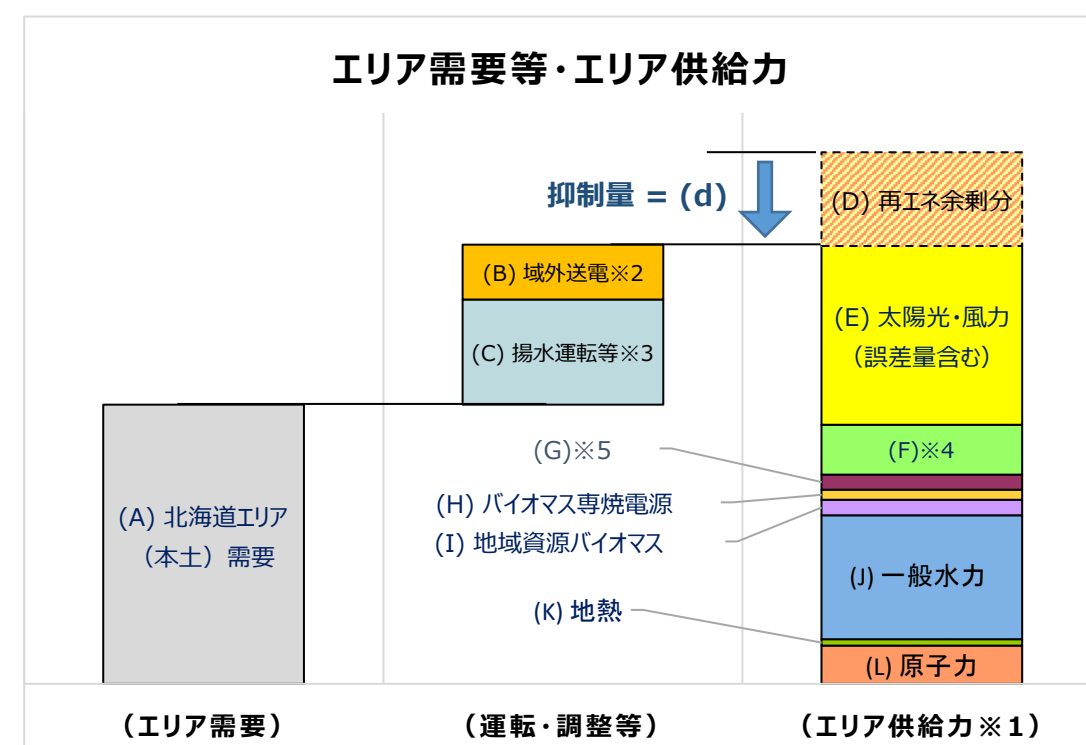 エリア需要等・エリア供給力
抑制量 = (d)
(D) 再エネ余剰分
(B) 域外送電※2
(C) 揚水運転等※3
(E) 太陽光・風力
（誤差量含む）
(F)※4
(G)※5
(H) バイオマス専焼電源
(I) 地域資源バイオマス
(A) 北海道エリア
（本土）需要
(J) 一般水力
(K) 地熱
(L) 原子力
（エリア需要）
（運転・調整等）
（エリア供給力※1）